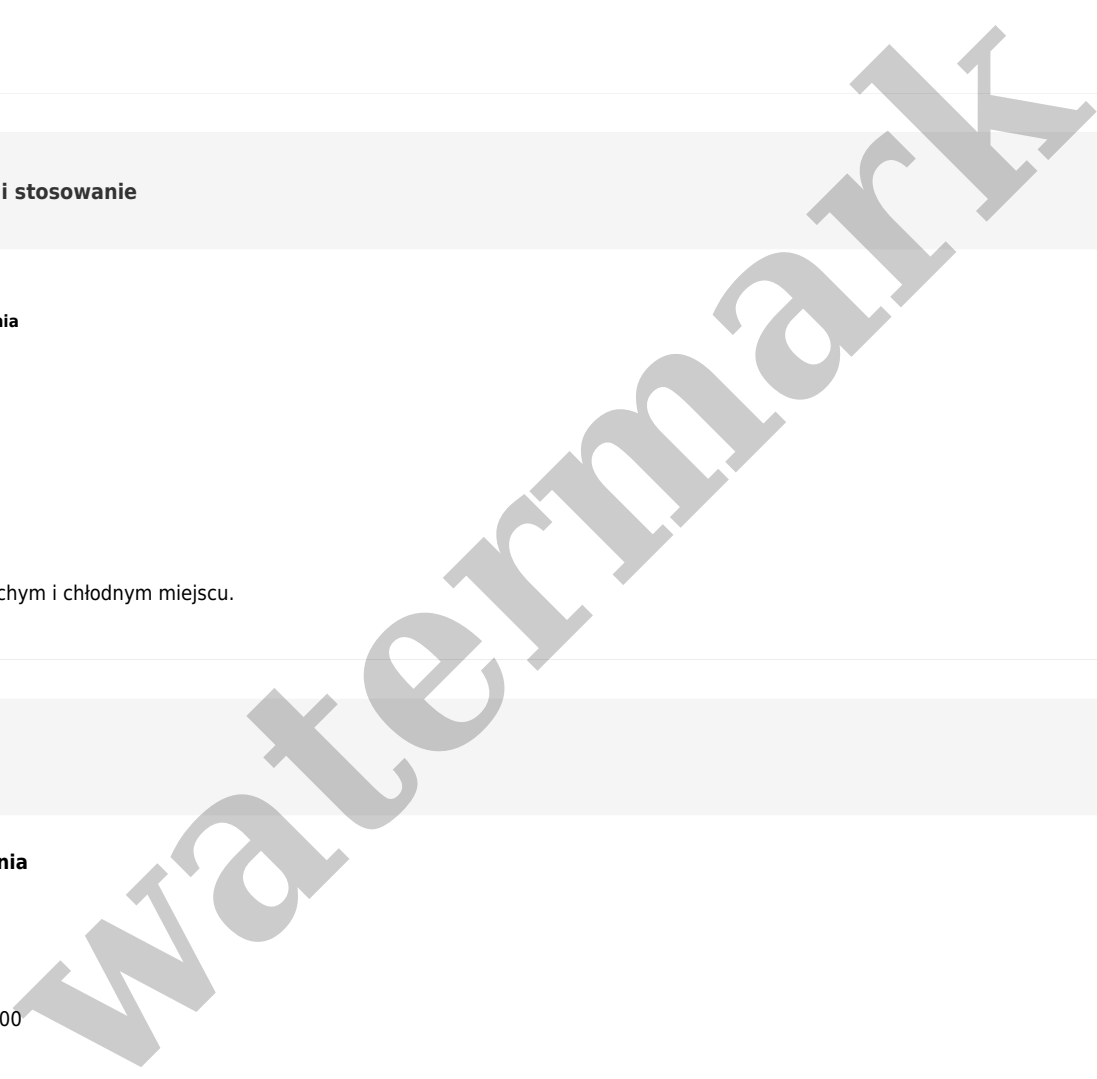 i stosowanie
nia
chym i chłodnym miejscu.
nia
00
watermark